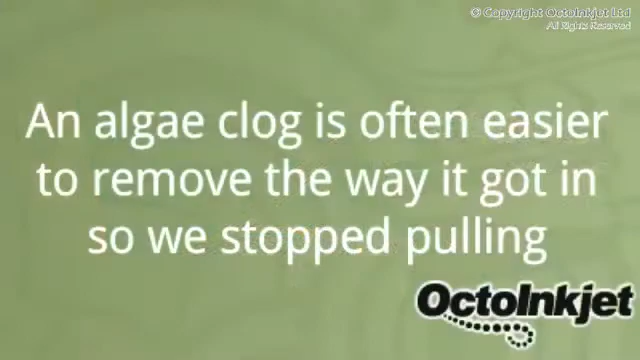 © Copyright OctoInkjet Ltd
All Rights Reserved
An algae clog is often easier
to remove the way it got in
so we stopped pulling
OctoInkjet